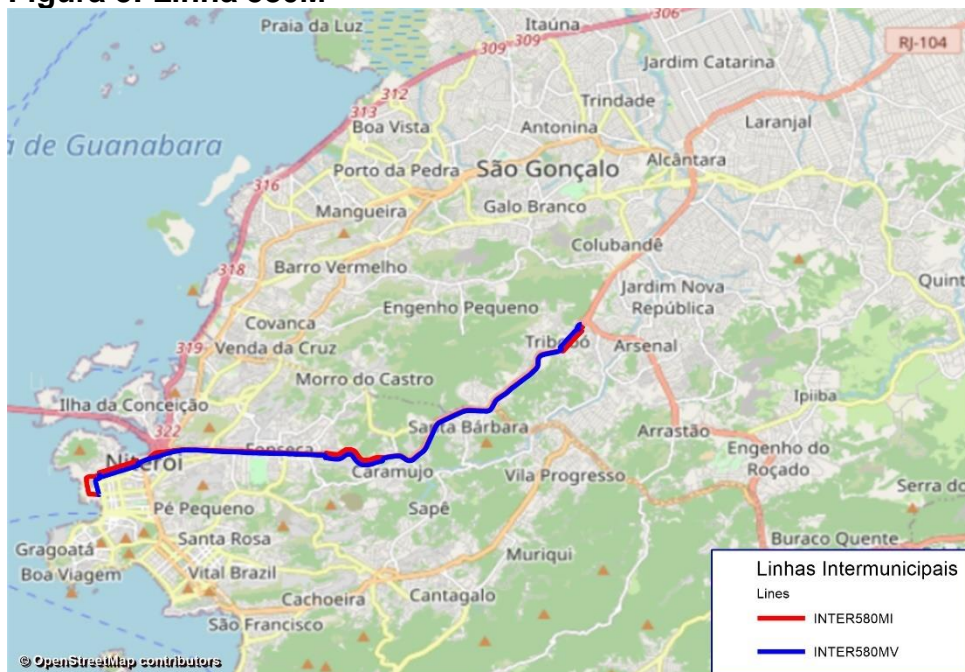 Praia da Luz
Itaúna
306
309
309
RJ-104
Jardim Catarina
312
313
Trindade
Boa Vista
Antonina
Laranjal
á de Guanabara
Porto da Pedra
São Gonçalo
Alcântara
316
Mangueira
Galo Branco
Colubandê
318
Barro Vermelho
Jardim Nova
República
Quint
Engenho Pequeno
Covanca
319
Venda da Cruz
Tribobó
Arsenal
Morro do Castro
Ipiiba
Ilha da Conceição
322
Fonseca
Santa Bárbara
Arrastão
Engenho do
Roçado
Niterói
Caramujo
Vila Progresso
Serra do
Pé Pequeno
Sapê
Santa Rosa
Buraco Quente
Gragoatá
Muriqui
Boa Viagem
Vital Brazil
Cachoeira
Cantagalo
São Francisco
Linhas Intermunicipais
Lines
INTER580MI
INTER580MV
© OpenStreetMap contributors